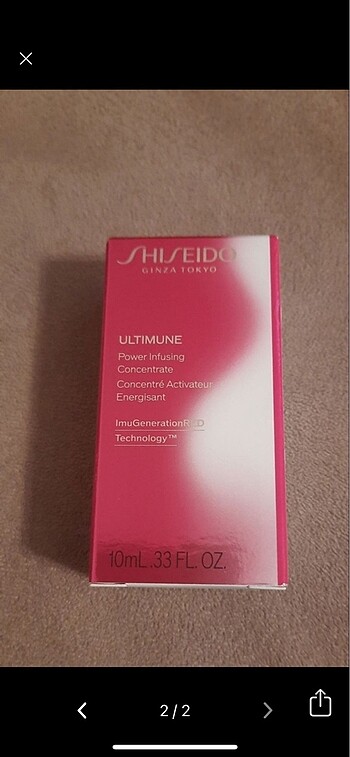 SHISEIDO
GINZA TOKYO
ULTIMUNE
Power Infusing
Concentrate
Concentré Activateur
Energisant
ImuGenerationRED
Technology™
10mL .33 FL. OZ.
2/2